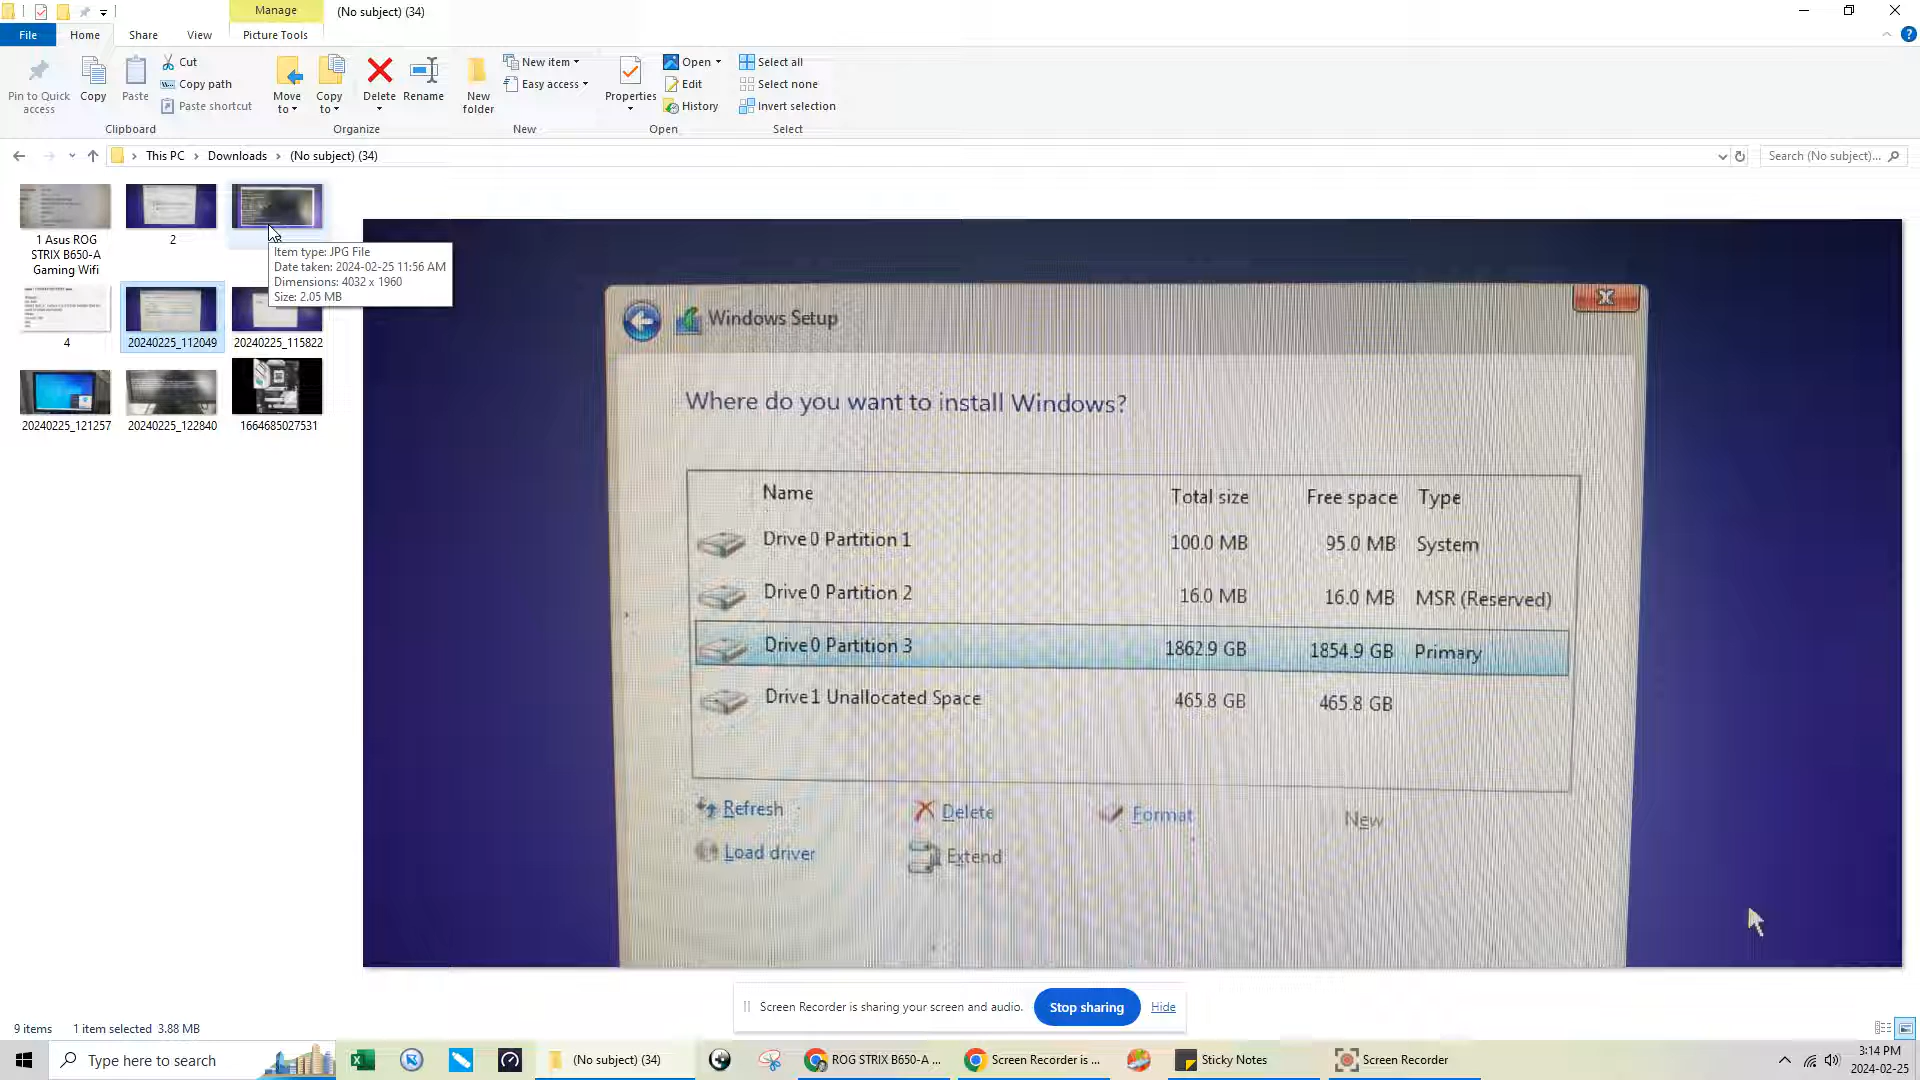 Manage
(No subject) (34)
File
Home
Share
View
Picture Tools
Pin to Quick access
Copy
Paste
Cut
Copy path
Paste shortcut
Clipboard
Move to
Copy to
Delete
Rename
Organize
New folder
New item
Easy access
New
Properties
Open
Edit
History
Open
Select all
Select none
Invert selection
Select
This PC
Downloads
(No subject) (34)
Search (No subject)...
1 Asus ROG
STRIX B650-A
Gaming Wifi
2
Item type: JPG File
Date taken: 2024-02-25 11:56 AM
Dimensions: 4032 x 1960
Size: 2.05 MB
4
20240225_112049
20240225_115822
20240225_121257
20240225_122840
1664685027531
Windows Setup
Where do you want to install Windows?
Name Total size Free space Type
Drive 0 Partition 1 100.0 MB 95.0 MB System
Drive 0 Partition 2 16.0 MB 16.0 MB MSR (Reserved)
Drive 0 Partition 3 1862.9 GB 1854.9 GB Primary
Drive 1 Unallocated Space 465.8 GB 465.8 GB
Refresh Delete Format New
Load driver Extend
Screen Recorder is sharing your screen and audio. Stop sharing Hide
9 items 1 item selected 3.88 MB
Type here to search
(No subject) (34)
ROG STRIX B650-A ...
Screen Recorder is ...
Sticky Notes
Screen Recorder
3:14 PM
2024-02-25